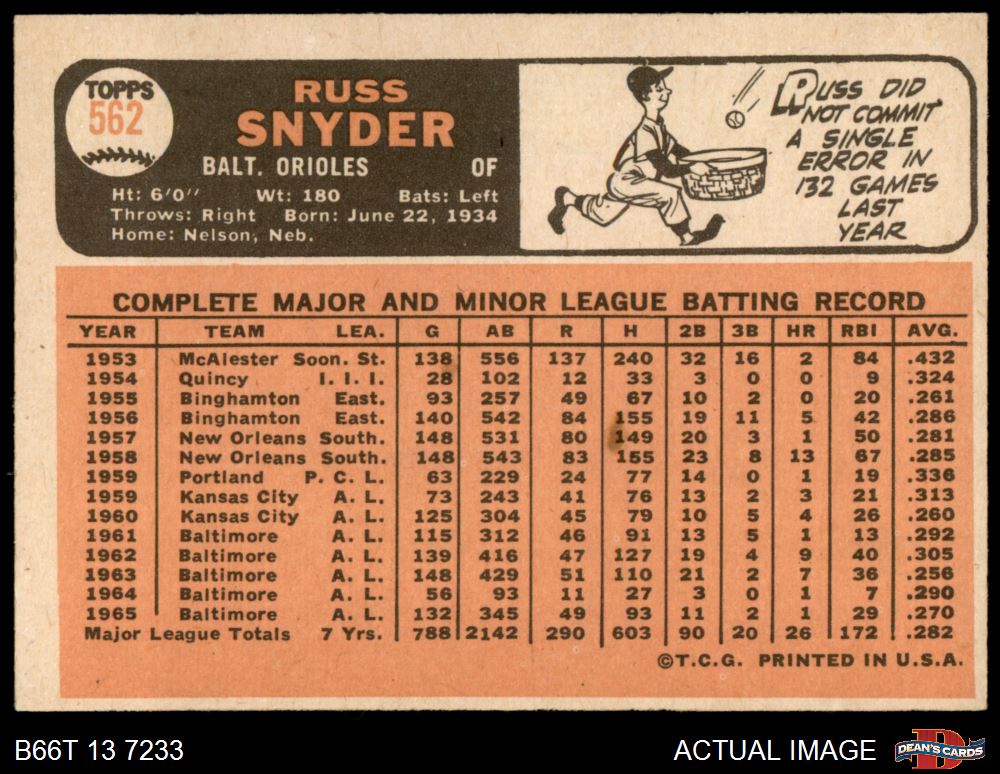 TOPPS
562
RUSS
SNYDER
BALT. ORIOLES OF
Ht: 6'0" Wt: 180 Bats: Left
Throws: Right Born: June 22, 1934
Home: Nelson, Neb.
RUSS DID
NOT COMMIT
A SINGLE
ERROR IN
132 GAMES
LAST
YEAR
COMPLETE MAJOR AND MINOR LEAGUE BATTING RECORD
YEAR TEAM LEA. G AB R H 2B 3B HR RBI AVG.
1953 McAlester Soon. St. 138 556 137 240 32 16 2 84 .432
1954 Quincy I. I. I. 28 102 12 33 3 0 0 9 .324
1955 Binghamton East. 93 257 49 67 10 2 0 20 .261
1956 Binghamton East. 140 542 84 155 19 11 5 42 .286
1957 New Orleans South. 148 531 80 149 20 3 1 50 .281
1958 New Orleans South. 148 543 83 155 23 8 13 67 .285
1959 Portland P. C. L. 63 229 24 77 14 0 1 19 .336
1959 Kansas City A. L. 73 243 41 76 13 2 3 21 .313
1960 Kansas City A. L. 125 304 45 79 10 5 4 26 .260
1961 Baltimore A. L. 115 312 46 91 13 5 1 13 .292
1962 Baltimore A. L. 139 416 47 127 19 4 9 40 .305
1963 Baltimore A. L. 148 429 51 110 21 2 7 36 .256
1964 Baltimore A. L. 56 93 11 27 3 0 1 7 .290
1965 Baltimore A. L. 132 345 49 93 11 2 1 29 .270
Major League Totals 7 Yrs. 788 2142 290 603 90 20 26 172 .282
©T.C.G. PRINTED IN U.S.A.
B66T 13 7233 ACTUAL IMAGE DEAN'S CARDS